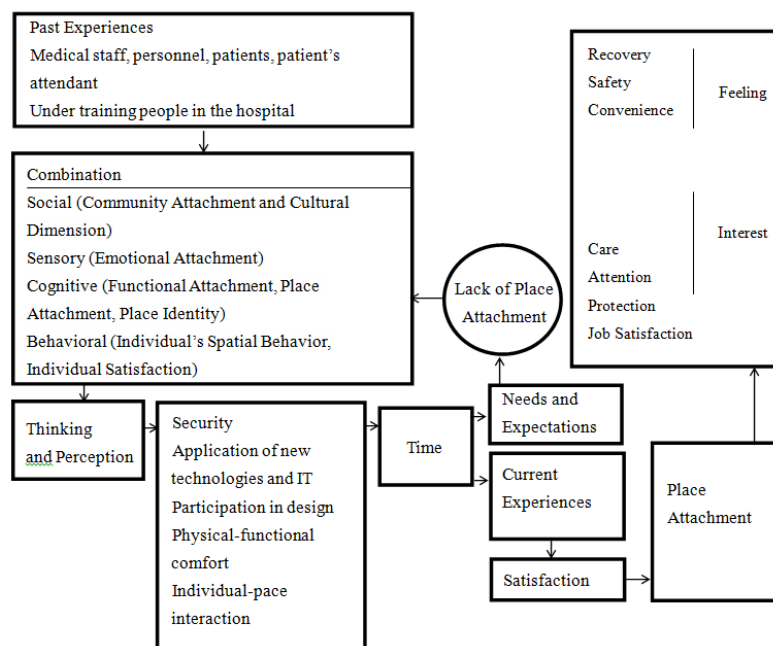 Past Experiences
Medical staff, personnel, patients, patient's
attendant
Under training people in the hospital
Combination
Social (Community Attachment and Cultural
Dimension)
Sensory (Emotional Attachment)
Cognitive (Functional Attachment, Place
Attachment, Place Identity)
Behavioral (Individual's Spatial Behavior,
Individual Satisfaction)
Thinking
and Perception
Security
Application of new
technologies and IT
Participation in design
Physical-functional
comfort
Individual-pace
interaction
Time
Needs and
Expectations
Lack of Place
Attachment
Current
Experiences
Satisfaction
Place
Attachment
Recovery
Safety
Convenience
Feeling
Interest
Care
Attention
Protection
Job Satisfaction